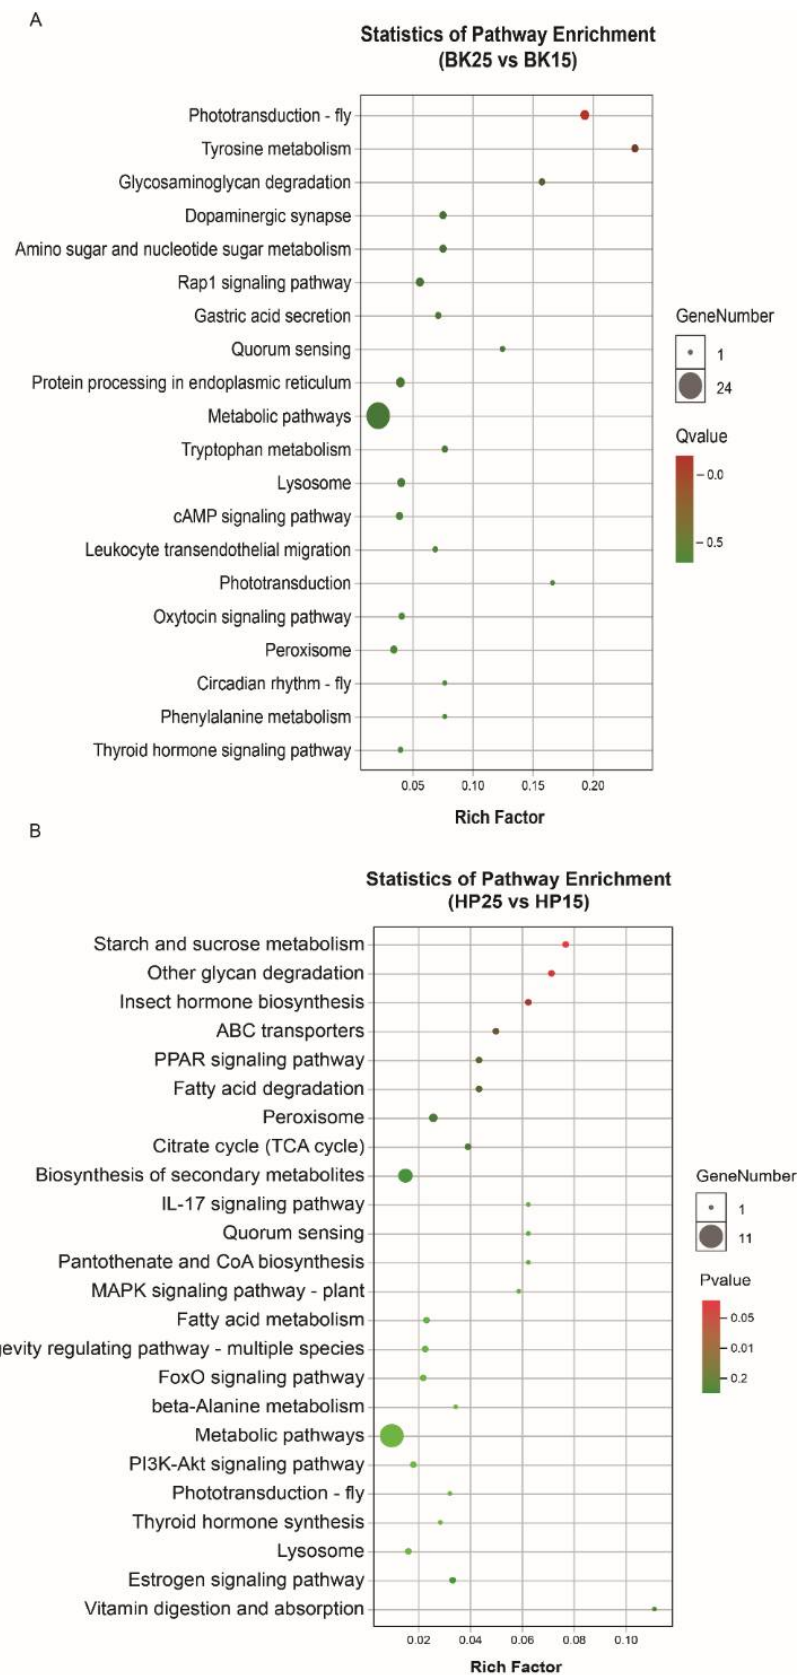 A
Statistics of Pathway Enrichment
(BK25 vs BK15)
Phototransduction - fly
Tyrosine metabolism
Glycosaminoglycan degradation
Dopaminergic synapse
Amino sugar and nucleotide sugar metabolism
Rap1 signaling pathway
Gastric acid secretion
Quorum sensing
Protein processing in endoplasmic reticulum
Metabolic pathways
Tryptophan metabolism
Lysosome
cAMP signaling pathway
Leukocyte transendothelial migration
Phototransduction
Oxytocin signaling pathway
Peroxisome
Circadian rhythm - fly
Phenylalanine metabolism
Thyroid hormone signaling pathway
0.05 0.10 0.15 0.20
Rich Factor
GeneNumber
1
24
Qvalue
0.0
0.5
B
Statistics of Pathway Enrichment
(HP25 vs HP15)
Starch and sucrose metabolism
Other glycan degradation
Insect hormone biosynthesis
ABC transporters
PPAR signaling pathway
Fatty acid degradation
Peroxisome
Citrate cycle (TCA cycle)
Biosynthesis of secondary metabolites
IL-17 signaling pathway
Quorum sensing
Pantothenate and CoA biosynthesis
MAPK signaling pathway - plant
Fatty acid metabolism
gevity regulating pathway - multiple species
FoxO signaling pathway
beta-Alanine metabolism
Metabolic pathways
PI3K-Akt signaling pathway
Phototransduction - fly
Thyroid hormone synthesis
Lysosome
Estrogen signaling pathway
Vitamin digestion and absorption
0.02 0.04 0.06 0.08 0.10
Rich Factor
GeneNumber
1
11
Pvalue
0.05
0.01
0.2